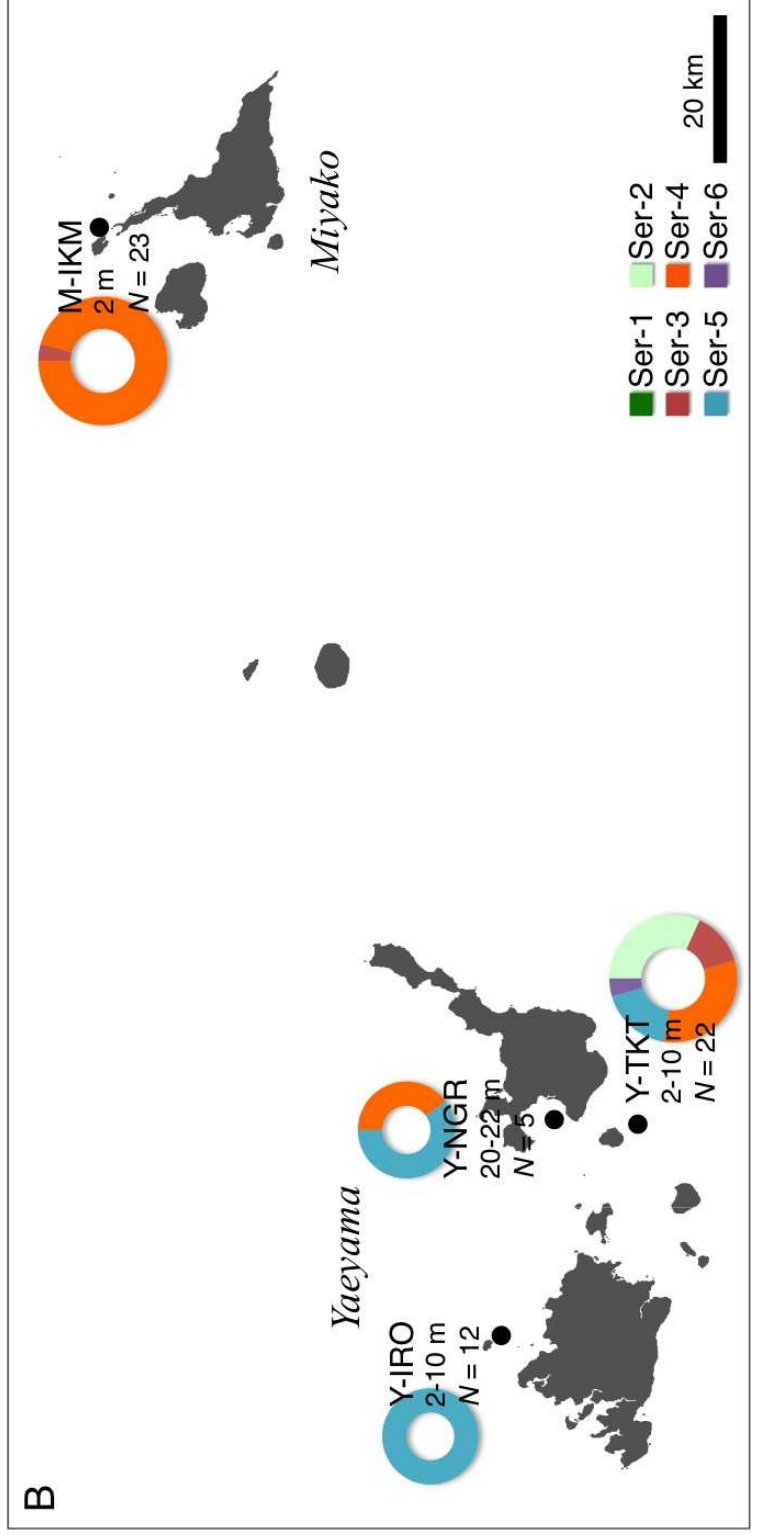 B
Y-IRO
2-10 m
N = 12
Yaeyama
Y-NGR
20-22 m
N = 5
Y-TKT
2-10 m
N = 22
M-IKM
2 m
N = 23
Miyako
Ser-1 Ser-2
Ser-3 Ser-4
Ser-5 Ser-6
20 km